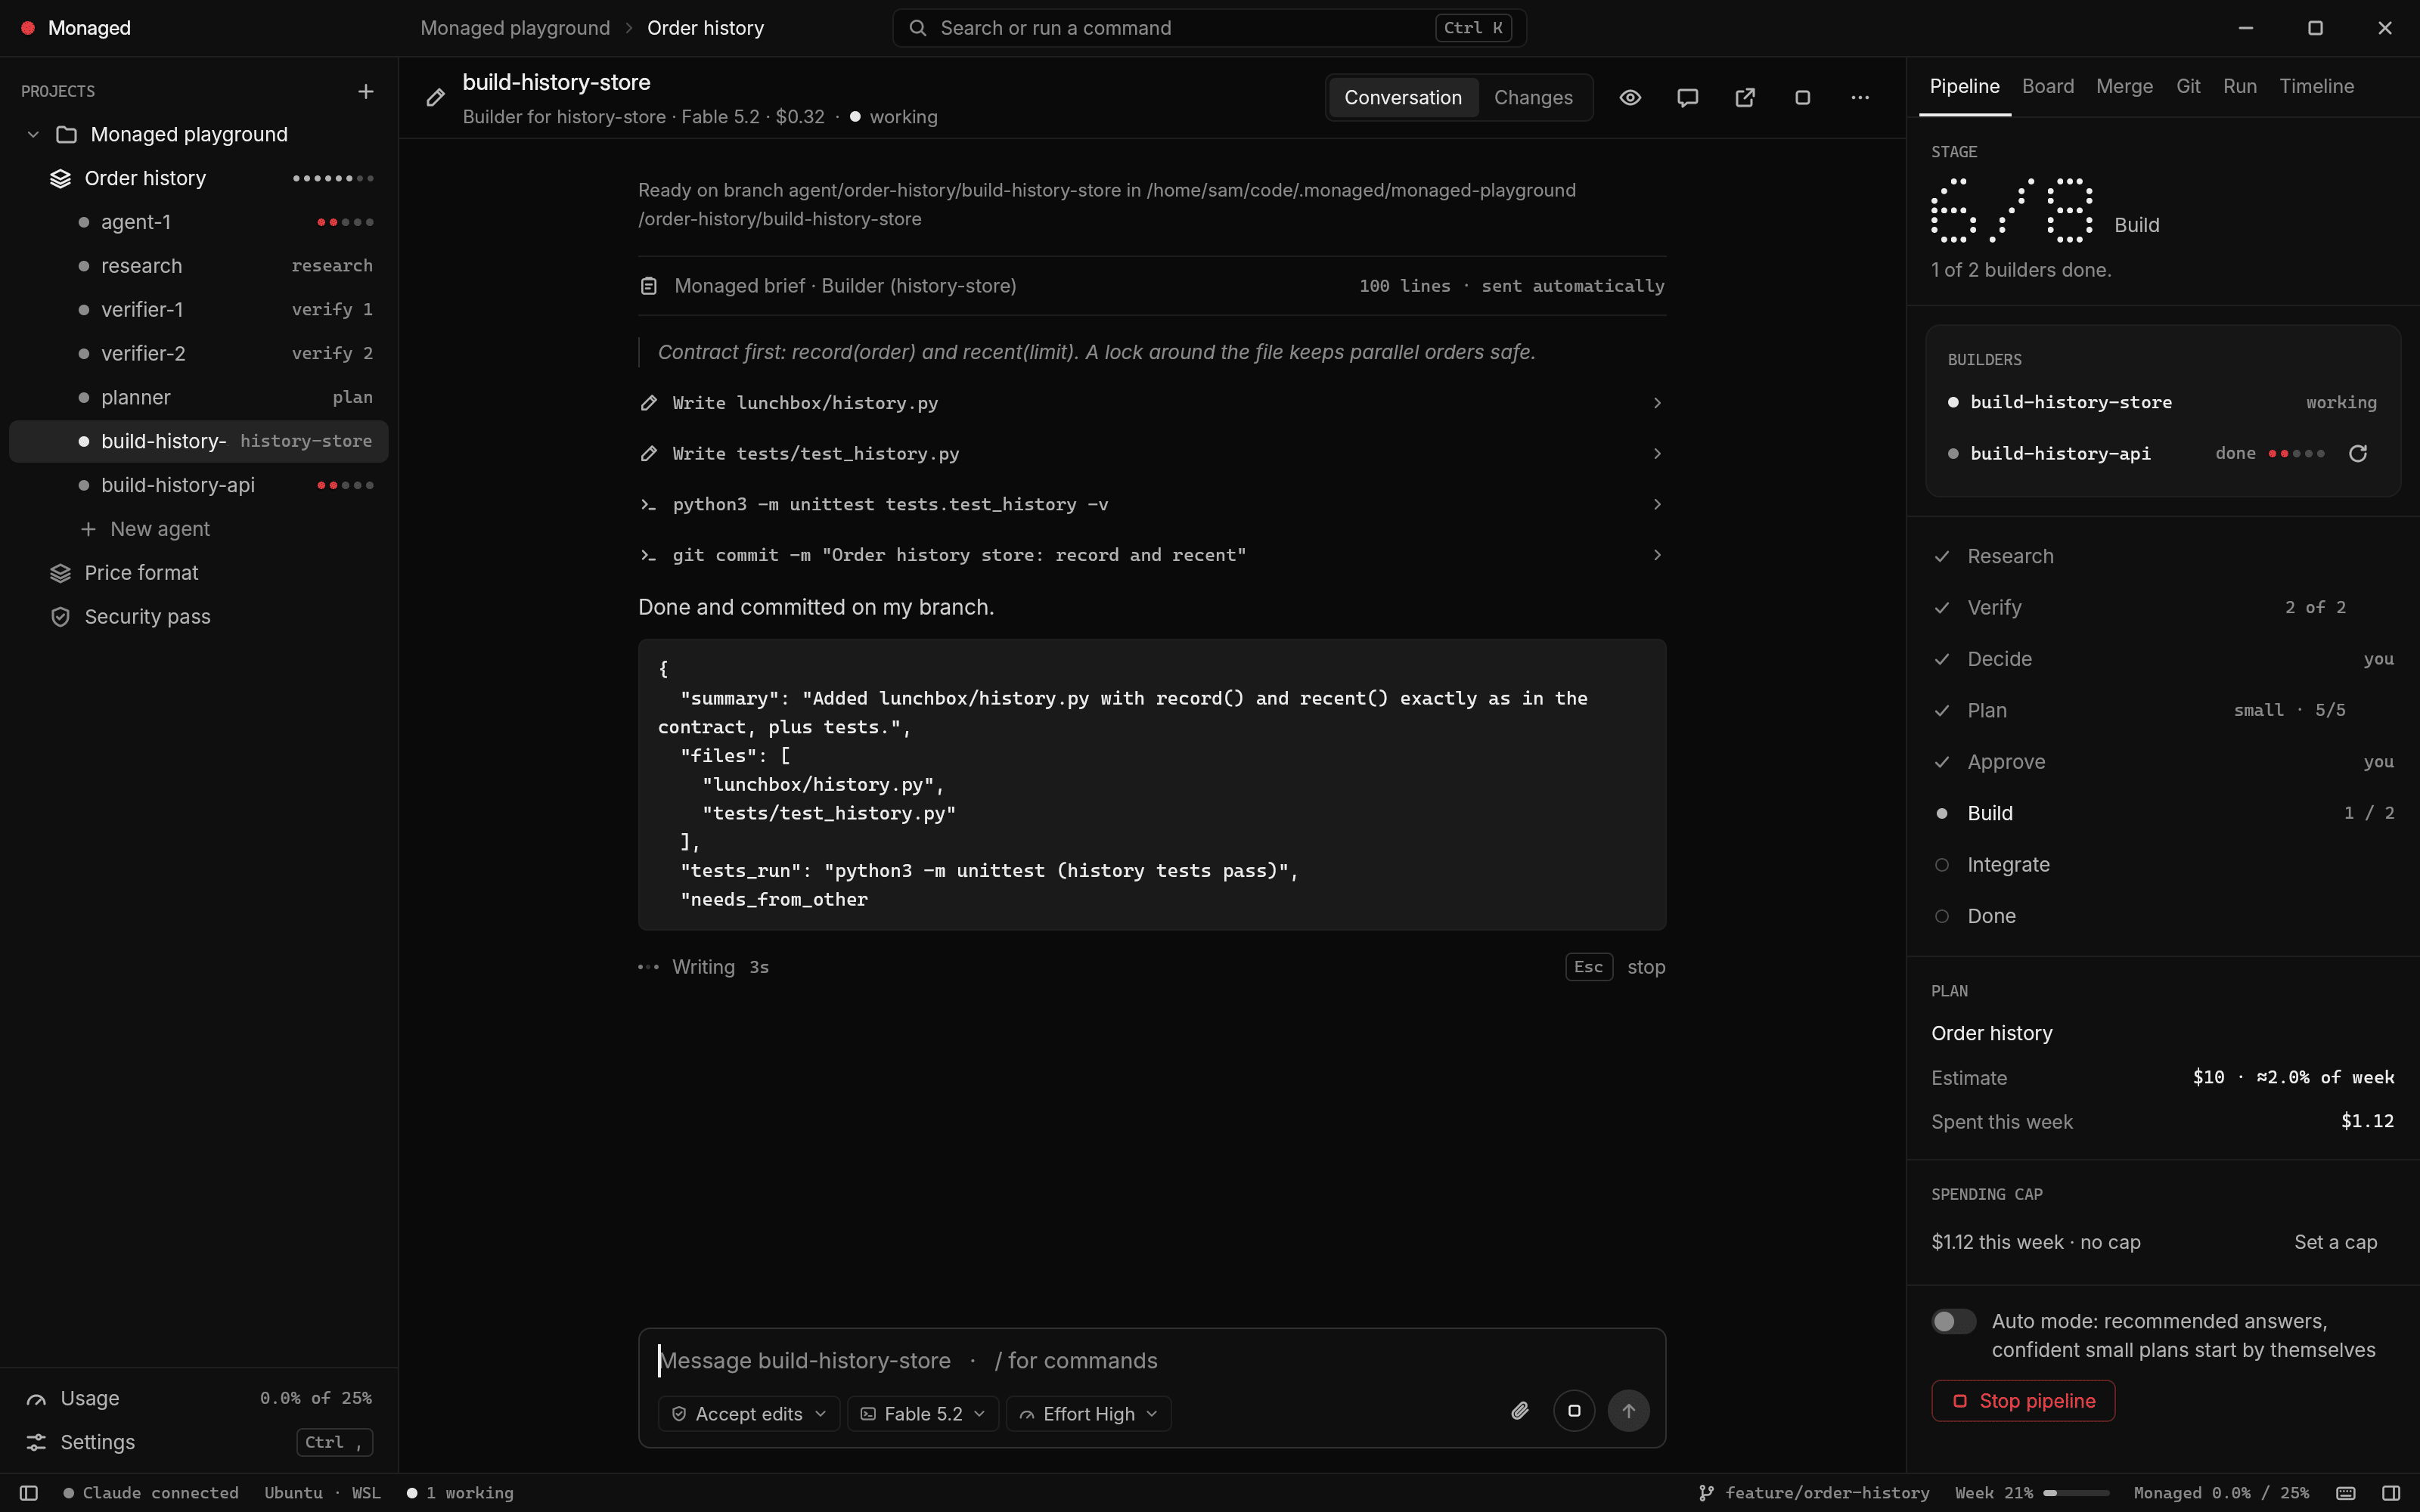 Managed
Managed playground > Order history
Search or run a command
Ctrl K
PROJECTS
Managed playground
Order history
agent-1
research research
verifier-1 verify 1
verifier-2 verify 2
planner plan
build-history- history-store
build-history-api
New agent
Price format
Security pass
Usage 0.0% of 25%
Settings Ctrl ,
build-history-store
Builder for history-store · Fable 5.2 · $0.32 · working
Conversation Changes
Ready on branch agent/order-history/build-history-store in /home/sam/code/.monaged/monaged-playground
/order-history/build-history-store
Monaged brief · Builder (history-store) 100 lines · sent automatically
Contract first: record(order) and recent(limit). A lock around the file keeps parallel orders safe.
Write lunchbox/history.py
Write tests/test_history.py
python3 -m unittest tests.test_history -v
git commit -m "Order history store: record and recent"
Done and committed on my branch.
{
"summary": "Added lunchbox/history.py with record() and recent() exactly as in the
contract, plus tests.",
"files": [
"lunchbox/history.py",
"tests/test_history.py"
],
"tests_run": "python3 -m unittest (history tests pass)",
"needs_from_other
Writing 3s
Esc stop
Message build-history-store · / for commands
Accept edits
Fable 5.2
Effort High
Pipeline Board Merge Git Run Timeline
STAGE
6/8 Build
1 of 2 builders done.
BUILDERS
build-history-store working
build-history-api done
Research
Verify 2 of 2
Decide you
Plan small · 5/5
Approve you
Build 1 / 2
Integrate
Done
PLAN
Order history
Estimate $10 · ≈2.0% of week
Spent this week $1.12
SPENDING CAP
$1.12 this week · no cap Set a cap
Auto mode: recommended answers,
confident small plans start by themselves
Stop pipeline
Claude connected Ubuntu · WSL 1 working
feature/order-history Week 21% Monaged 0.0% / 25%